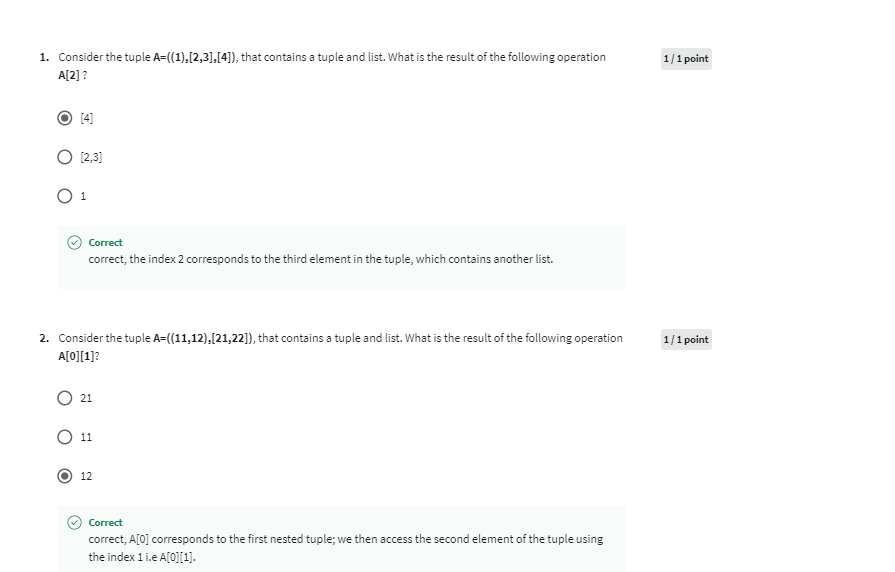 1. Consider the tuple A=((1),[2,3],[4]), that contains a tuple and list. What is the result of the following operation
A[2] ?
1 / 1 point
[4]
[2,3]
1
Correct
correct, the index 2 corresponds to the third element in the tuple, which contains another list.
2. Consider the tuple A=((11,12),[21,22]), that contains a tuple and list. What is the result of the following operation
A[0][1]?
1 / 1 point
21
11
12
Correct
correct, A[0] corresponds to the first nested tuple; we then access the second element of the tuple using
the index 1 i.e A[0][1].